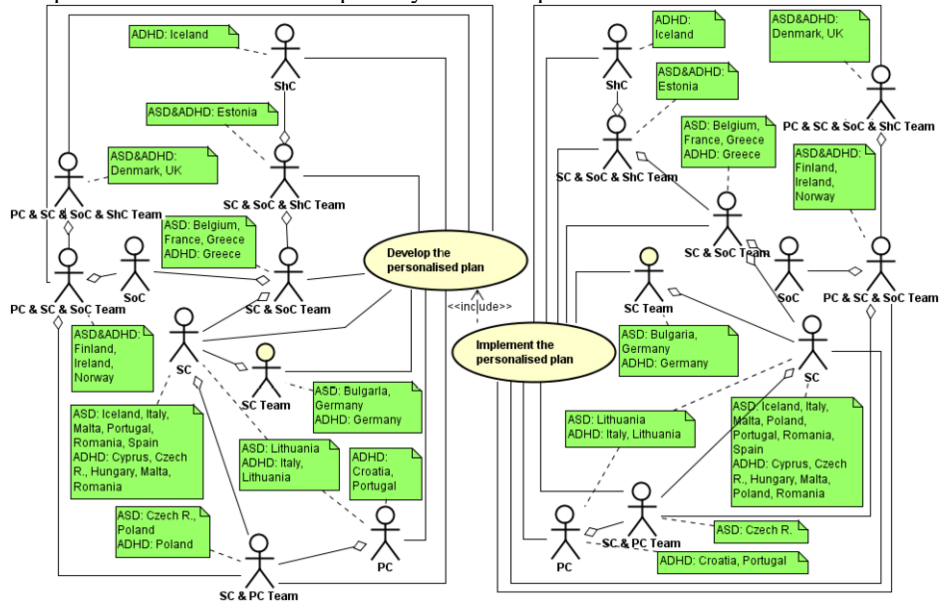 ADHD: Iceland
ShC
ASD&ADHD: Estonia
ASD&ADHD:
Denmark, UK
SC & SoC & ShC Team
PC & SC & SoC & ShC Team
ASD: Belgium,
France, Greece
ADHD: Greece
Develop the
personalised plan
SoC
PC & SC & SoC Team
SC & SoC Team
ASD&ADHD:
Finland,
Ireland,
Norway
SC
SC Team
ASD: Bulgaria,
Germany
ADHD: Germany
ASD: Iceland, Italy,
Malta, Portugal,
Romania, Spain
ADHD: Cyprus, Czech
R., Hungary, Malta,
Romania
ASD: Lithuania
ADHD: Italy,
Lithuania
ADHD:
Croatia,
Portugal
ASD: Czech R.,
Poland
ADHD: Poland
PC
SC & PC Team
<<include>>
Implement the
personalised plan
ADHD:
Iceland
ShC
ASD&ADHD:
Denmark, UK
ASD&ADHD:
Estonia
PC & SC & SoC & ShC Team
ASD: Belgium,
France, Greece
ADHD: Greece
SC & SoC & ShC Team
ASD&ADHD:
Finland,
Ireland,
Norway
SC & SoC Team
SoC
PC & SC & SoC Team
SC Team
ASD: Bulgaria,
Germany
ADHD: Germany
SC
ASD: Lithuania
ADHD: Italy, Lithuania
ASD: Iceland, Italy,
Malta, Poland,
Portugal, Romania,
Spain
ADHD: Cyprus, Czech
R., Hungary, Malta,
Poland, Romania
SC & PC Team
ASD: Czech R.
PC
ADHD: Croatia, Portugal